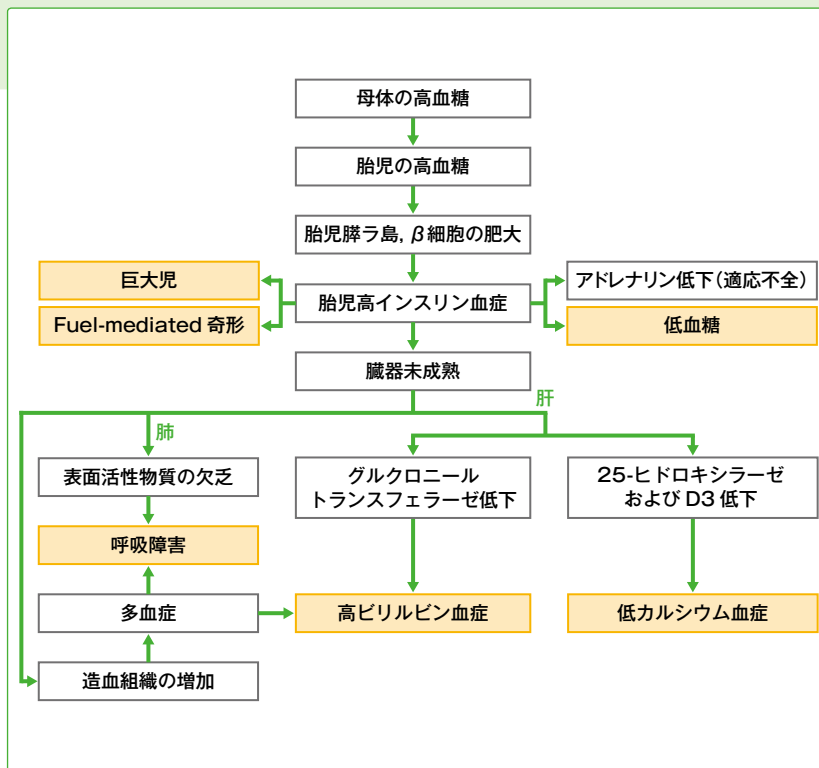 母体の高血糖
胎児の高血糖
胎児膵ラ島, β細胞の肥大
巨大児
アドレナリン低下(適応不全)
胎児高インスリン血症
Fuel-mediated 奇形
低血糖
臓器未成熟
肝
肺
表面活性物質の欠乏
グルクロニール
トランスフェラーゼ低下
25-ヒドロキシラーゼ
および D3 低下
呼吸障害
多血症
高ビリルビン血症
低カルシウム血症
造血組織の増加